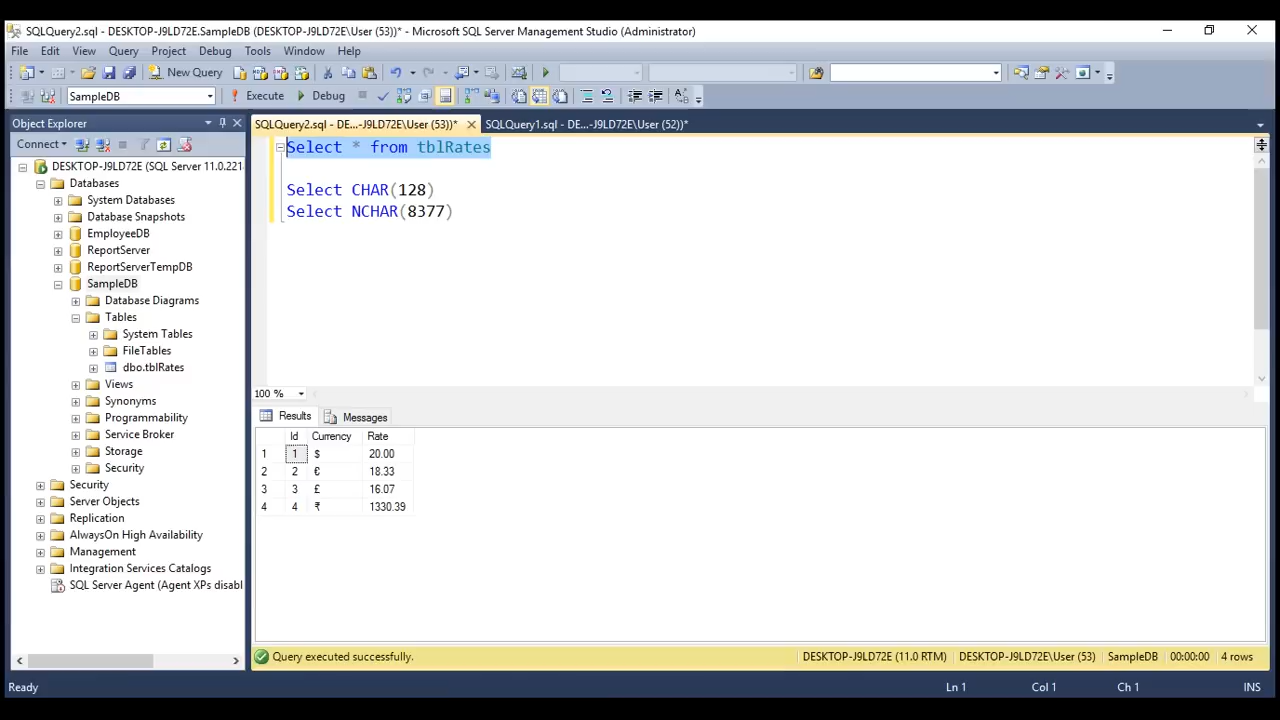 SQLQuery2.sql - DESKTOP-J9LD72E.SampleDB (DESKTOP-J9LD72E\User (53))* - Microsoft SQL Server Management Studio (Administrator)
File Edit View Query Project Debug Tools Window Help
New Query
SampleDB Execute Debug
Object Explorer
SQLQuery2.sql - DE...-J9LD72E\User (53))* SQLQuery1.sql - DE...-J9LD72E\User (52))*
Connect
DESKTOP-J9LD72E (SQL Server 11.0.221
Databases
System Databases
Database Snapshots
EmployeeDB
ReportServer
ReportServerTempDB
SampleDB
Database Diagrams
Tables
System Tables
FileTables
dbo.tblRates
Views
Synonyms
Programmability
Service Broker
Storage
Security
Security
Server Objects
Replication
AlwaysOn High Availability
Management
Integration Services Catalogs
SQL Server Agent (Agent XPs disabl
Select * from tblRates
Select CHAR(128)
Select NCHAR(8377)
100 %
Results Messages
Id Currency Rate
1 1 $ 20.00
2 2 € 18.33
3 3 £ 16.07
4 4 ₹ 1330.39
Query executed successfully. DESKTOP-J9LD72E (11.0 RTM) DESKTOP-J9LD72E\User (53) SampleDB 00:00:00 4 rows
Ready Ln 1 Col 1 Ch 1 INS